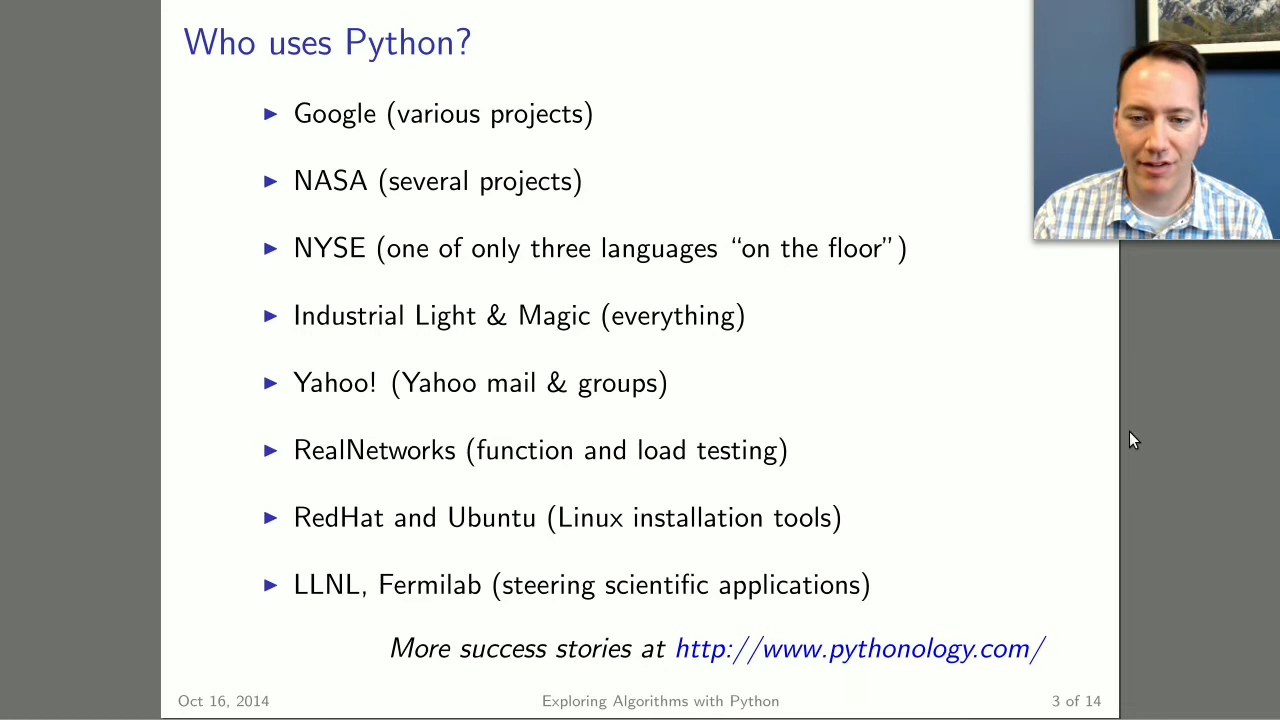 Who uses Python?
Google (various projects)
NASA (several projects)
NYSE (one of only three languages “on the floor”)
Industrial Light & Magic (everything)
Yahoo! (Yahoo mail & groups)
RealNetworks (function and load testing)
RedHat and Ubuntu (Linux installation tools)
LLNL, Fermilab (steering scientific applications)
More success stories at http://www.pythonology.com/
Oct 16, 2014 Exploring Algorithms with Python 3 of 14